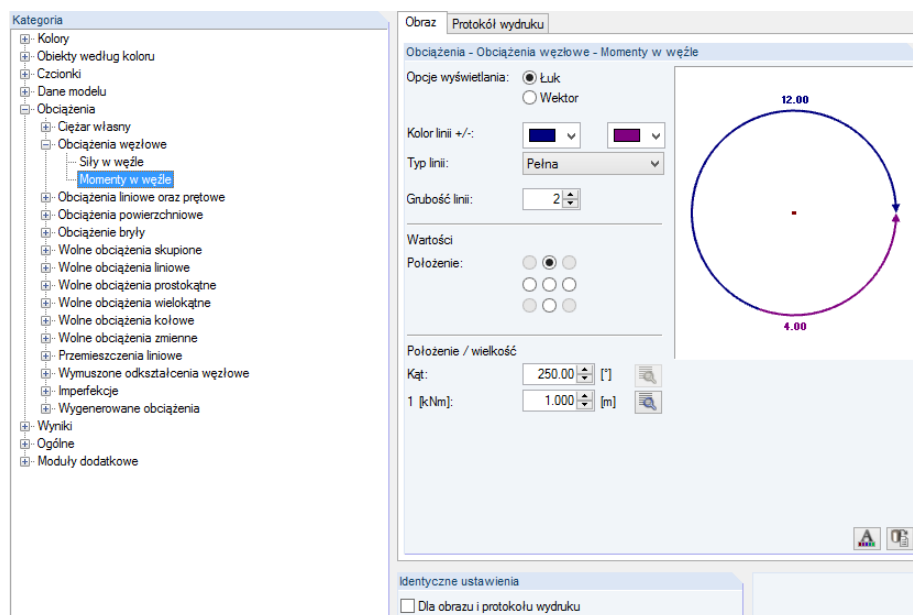 Kategoria
Kolory
Obiekty według koloru
Czcionki
Dane modelu
Obciążenia
Ciężar własny
Obciążenia węzłowe
Siły w węźle
Momenty w węźle
Obciążenia liniowe oraz prętowe
Obciążenia powierzchniowe
Obciążenie bryły
Wolne obciążenia skupione
Wolne obciążenia liniowe
Wolne obciążenia prostokątne
Wolne obciążenia wielokątne
Wolne obciążenia kołowe
Wolne obciążenia zmienne
Przemieszczenia liniowe
Wymuszone odkształcenia węzłowe
Imperfekcje
Wygenerowane obciążenia
Wyniki
Ogólne
Moduły dodatkowe
Obraz Protokół wydruku
Obciążenia - Obciążenia węzłowe - Momenty w węźle
Opcje wyświetlania: Łuk
Wektor
Kolor linii +/-:
Typ linii: Pełna
Grubość linii: 2
Wartości
Położenie:
Położenie / wielkość
Kąt: 250.00 [°]
1 [kNm]: 1.000 [m]
12.00
4.00
Identyczne ustawienia
Dla obrazu i protokołu wydruku